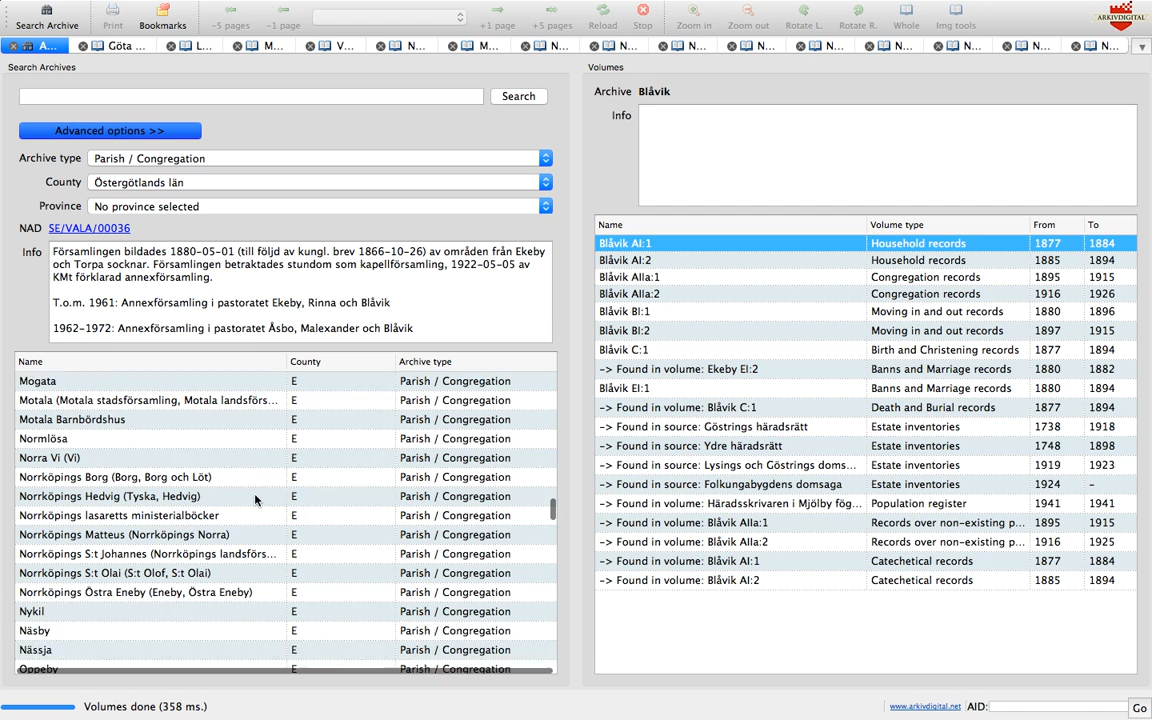 Search Archive
Print
Bookmarks
-5 pages
-1 page
+1 page
+5 pages
Reload
Stop
Zoom in
Zoom out
Rotate L.
Rotate R.
Whole
Img tools
ARKIVDIGITAL
A...
Göta ...
L...
M...
V...
N...
M...
N...
N...
N...
N...
N...
N...
N...
N...
N...
Search Archives
Search
Advanced options >>
Archive type Parish / Congregation
County Östergötlands län
Province No province selected
NAD SE/VALA/00036
Info Församlingen bildades 1880-05-01 (till följd av kungl. brev 1866-10-26) av områden från Ekeby
och Torpa socknar. Församlingen betraktades stundom som kapellförsamling, 1922-05-05 av
KMt förklarad annexförsamling.
T.o.m. 1961: Annexförsamling i pastoratet Ekeby, Rinna och Blåvik
1962-1972: Annexförsamling i pastoratet Åsbo, Malexander och Blåvik
Name County Archive type
Mogata E Parish / Congregation
Motala (Motala stadsförsamling, Motala landsförs... E Parish / Congregation
Motala Barnbördshus E Parish / Congregation
Normlösa E Parish / Congregation
Norra Vi (Vi) E Parish / Congregation
Norrköpings Borg (Borg, Borg och Löt) E Parish / Congregation
Norrköpings Hedvig (Tyska, Hedvig) E Parish / Congregation
Norrköpings lasaretts ministerialböcker E Parish / Congregation
Norrköpings Matteus (Norrköpings Norra) E Parish / Congregation
Norrköpings S:t Johannes (Norrköpings landsförs... E Parish / Congregation
Norrköpings S:t Olai (S:t Olof, S:t Olai) E Parish / Congregation
Norrköpings Östra Eneby (Eneby, Östra Eneby) E Parish / Congregation
Nykil E Parish / Congregation
Näsby E Parish / Congregation
Nässja E Parish / Congregation
Oppeby E Parish / Congregation
Volumes
Archive Blåvik
Info
Name Volume type From To
Blåvik AI:1 Household records 1877 1884
Blåvik AI:2 Household records 1885 1894
Blåvik AIIa:1 Congregation records 1895 1915
Blåvik AIIa:2 Congregation records 1916 1926
Blåvik BI:1 Moving in and out records 1880 1896
Blåvik BI:2 Moving in and out records 1897 1915
Blåvik C:1 Birth and Christening records 1877 1894
-> Found in volume: Ekeby EI:2 Banns and Marriage records 1880 1882
Blåvik EI:1 Banns and Marriage records 1880 1894
-> Found in volume: Blåvik C:1 Death and Burial records 1877 1894
-> Found in source: Göstrings häradsrätt Estate inventories 1738 1918
-> Found in source: Ydre häradsrätt Estate inventories 1748 1898
-> Found in source: Lysings och Göstrings doms... Estate inventories 1919 1923
-> Found in source: Folkungabygdens domsaga Estate inventories 1924 -
-> Found in volume: Häradsskrivaren i Mjölby fög... Population register 1941 1941
-> Found in volume: Blåvik AIIa:1 Records over non-existing p... 1895 1915
-> Found in volume: Blåvik AIIa:2 Records over non-existing p... 1916 1925
-> Found in volume: Blåvik AI:1 Catechetical records 1877 1884
-> Found in volume: Blåvik AI:2 Catechetical records 1885 1894
Volumes done (358 ms.)
www.arkivdigital.net AID: Go